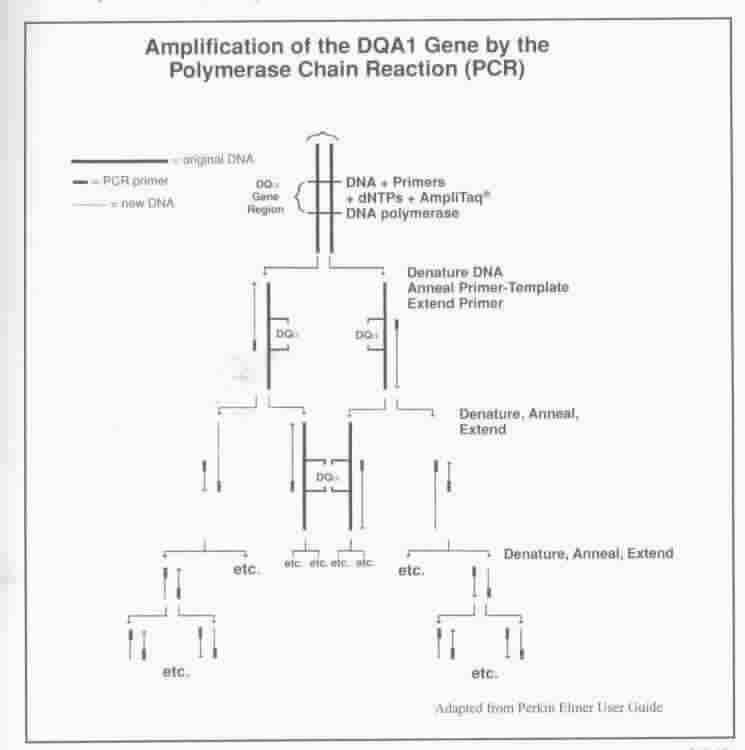 Amplification of the DQA1 Gene by the
Polymerase Chain Reaction (PCR)
= original DNA
= PCR primer
= new DNA
DQα
Gene
Region
DNA + Primers
+ dNTPs + AmpliTaq®
DNA polymerase
Denature DNA
Anneal Primer-Template
Extend Primer
DQα
DQα
Denature, Anneal,
Extend
DQα
Denature, Anneal, Extend
etc.
etc. etc. etc. etc.
etc.
etc.
etc.
Adapted from Perkin Elmer User Guide